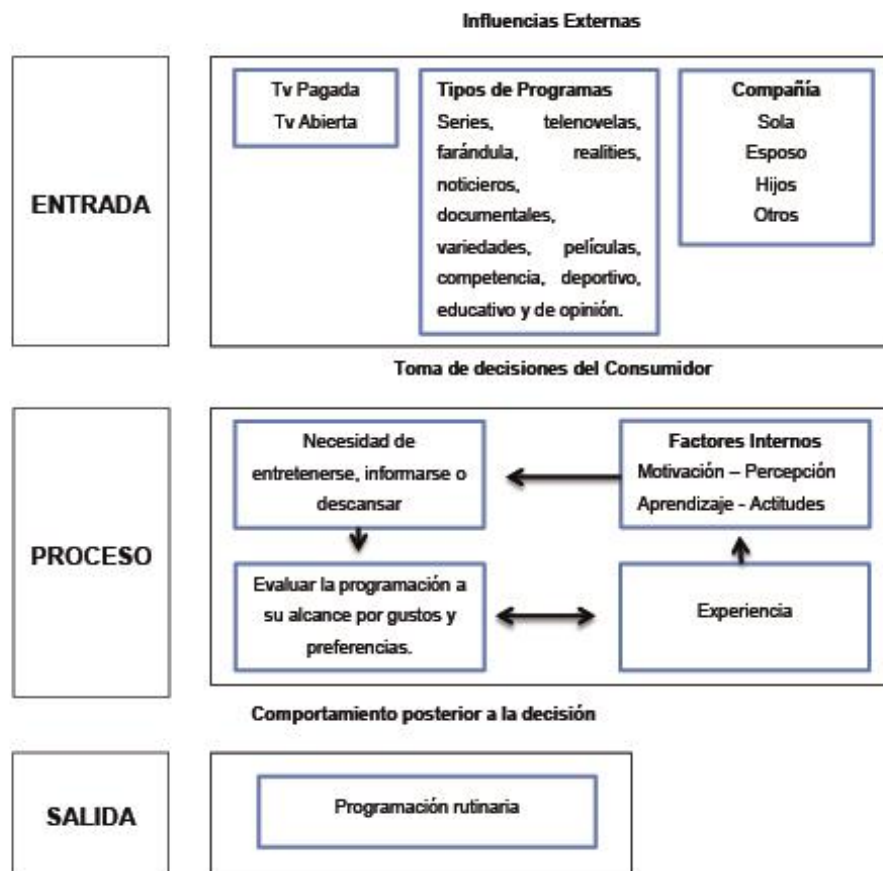 Influencias Externas
ENTRADA
Tv Pagada
Tv Abierta
Tipos de Programas
Series, telenovelas,
farándula, realities,
noticieros,
documentales,
variedades, películas,
competencia, deportivo,
educativo y de opinión.
Compañía
Sola
Esposo
Hijos
Otros
Toma de decisiones del Consumidor
PROCESO
Necesidad de
entretenerse, informarse o
descansar
Factores Internos
Motivación – Percepción
Aprendizaje - Actitudes
Evaluar la programación a
su alcance por gustos y
preferencias.
Experiencia
Comportamiento posterior a la decisión
SALIDA
Programación rutinaria